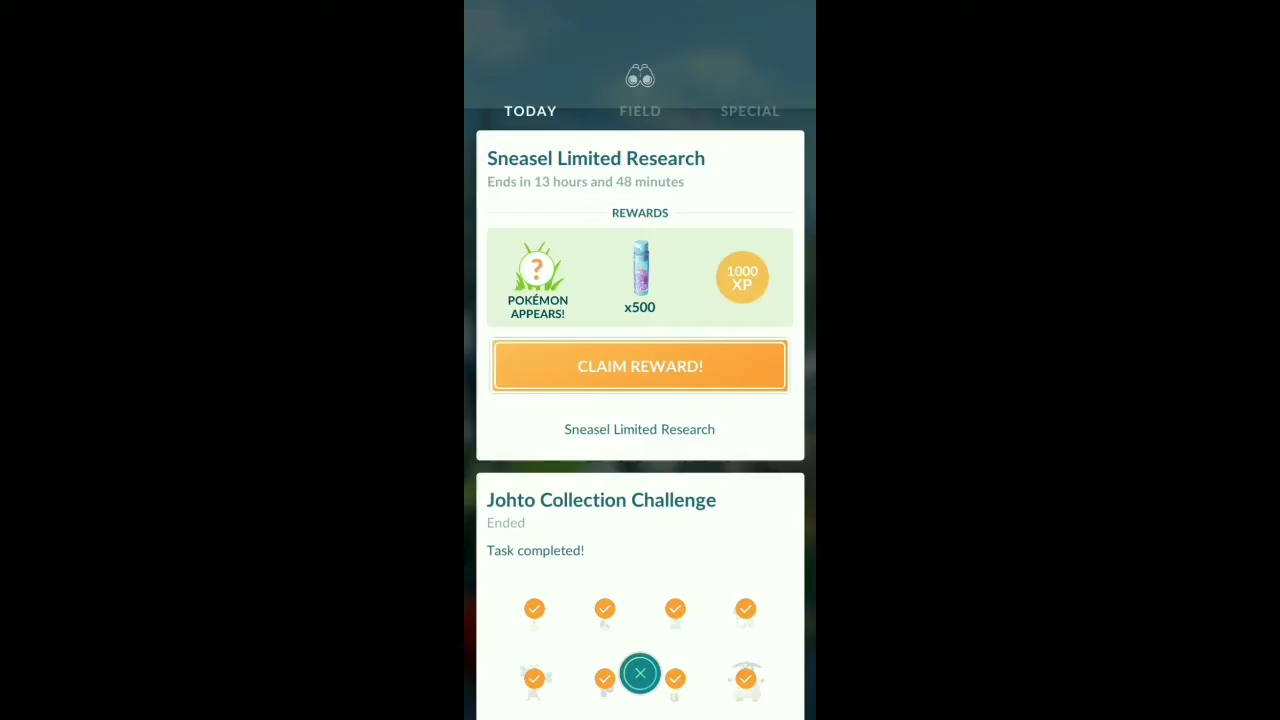 TODAY FIELD SPECIAL
Sneasel Limited Research
Ends in 13 hours and 48 minutes
REWARDS
?
POKÉMON
APPEARS!
x500
1000
XP
CLAIM REWARD!
Sneasel Limited Research
Johto Collection Challenge
Ended
Task completed!